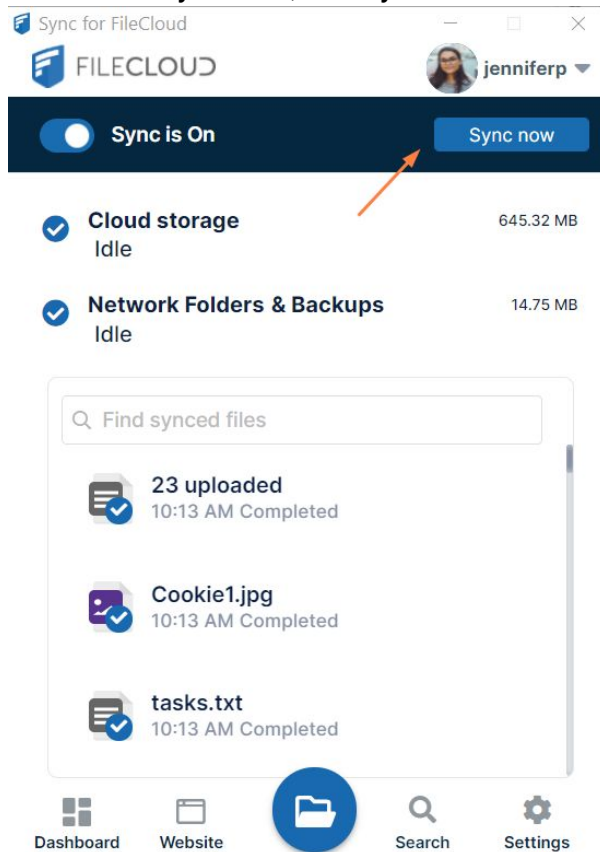 Sync for FileCloud
FILECLOUD
jenniferp
Sync is On
Sync now
Cloud storage
645.32 MB
Idle
Network Folders & Backups
14.75 MB
Idle
Find synced files
23 uploaded
10:13 AM Completed
Cookie1.jpg
10:13 AM Completed
tasks.txt
10:13 AM Completed
Dashboard
Website
Search
Settings